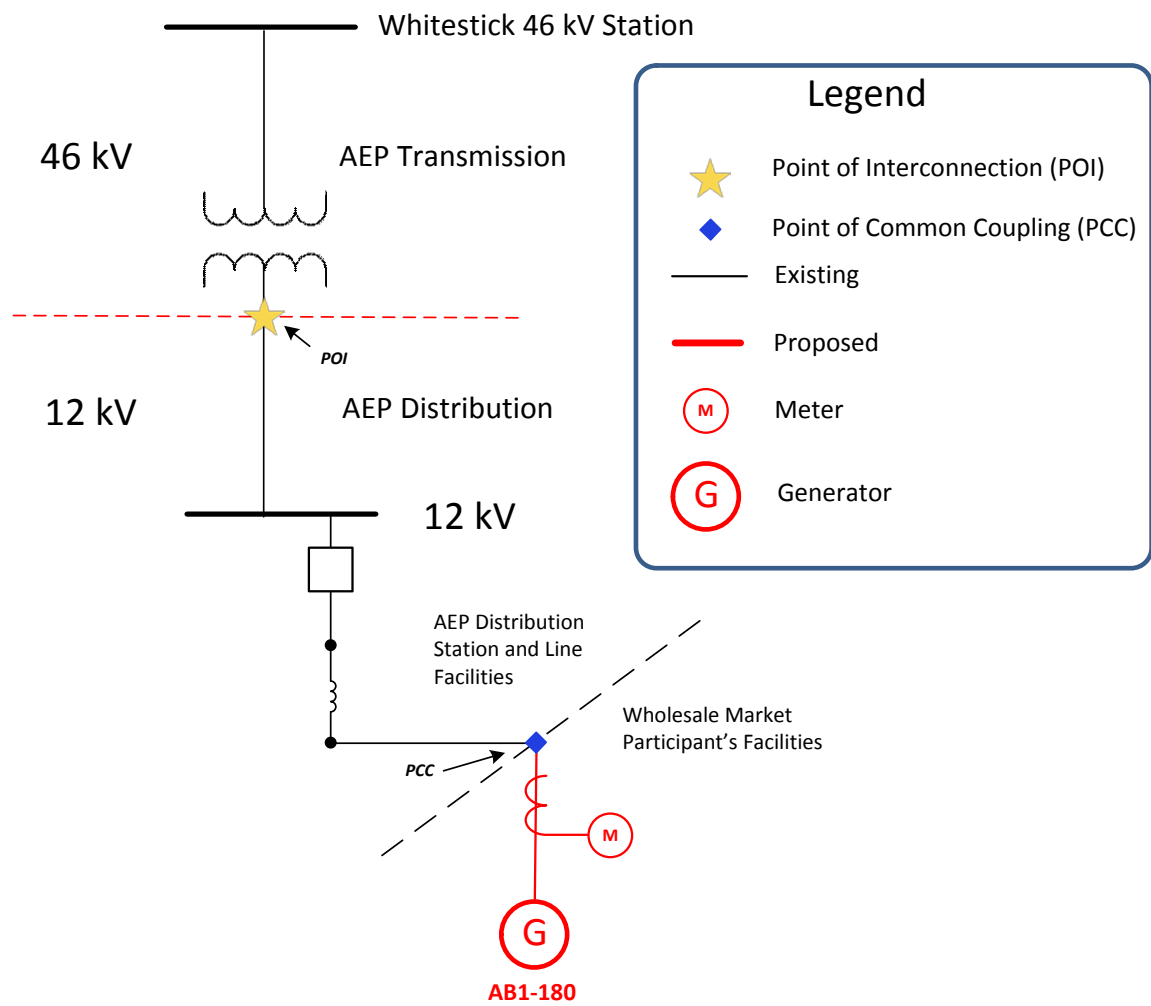 Whitestick 46 kV Station
46 kV
AEP Transmission
POI
12 kV
AEP Distribution
12 kV
AEP Distribution
Station and Line
Facilities
Wholesale Market
Participant's Facilities
PCC
M
G
AB1-180
Legend
Point of Interconnection (POI)
Point of Common Coupling (PCC)
Existing
Proposed
M
Meter
G
Generator